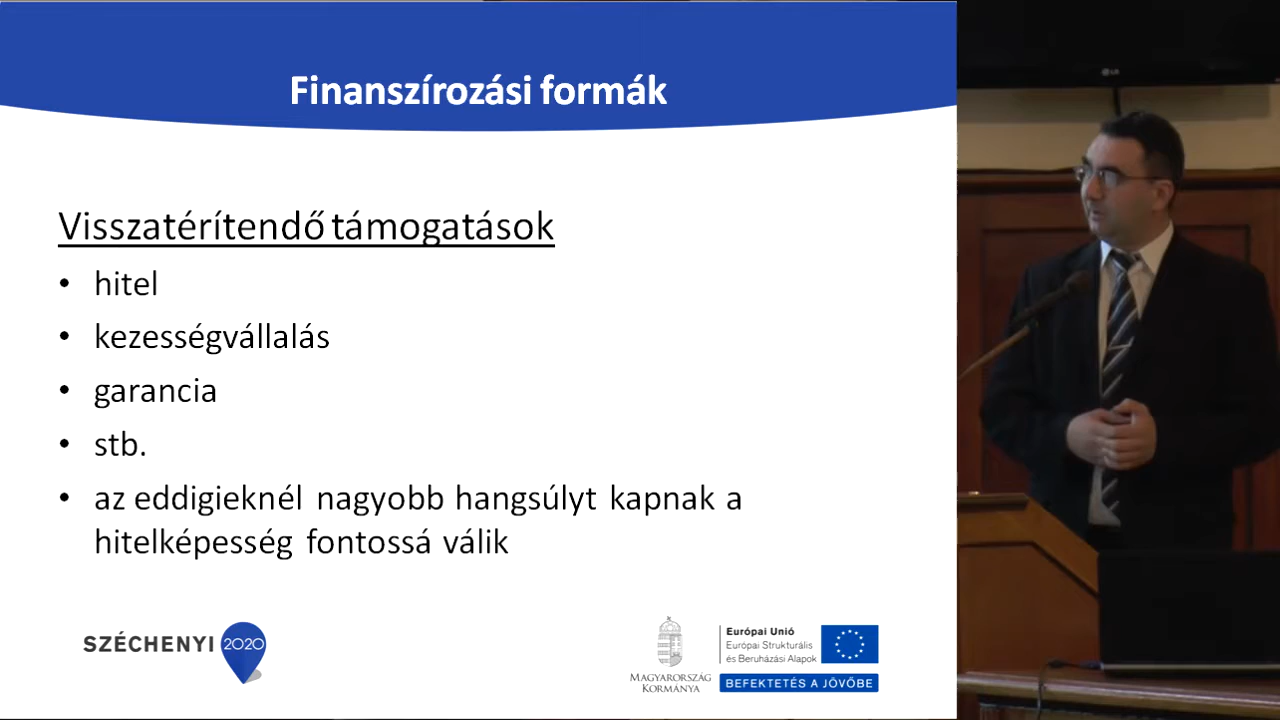 Finanszírozási formák
Visszatérítendő támogatások
• hitel
• kezességvállalás
• garancia
• stb.
• az eddigieknél nagyobb hangsúlyt kapnak a
hitelképesség fontossá válik
SZÉCHENYI 2020
MAGYARORSZÁG
KORMÁNYA
Európai Unió
Európai Strukturális
és Beruházási Alapok
BEFEKTETÉS A JÖVŐBE
LG